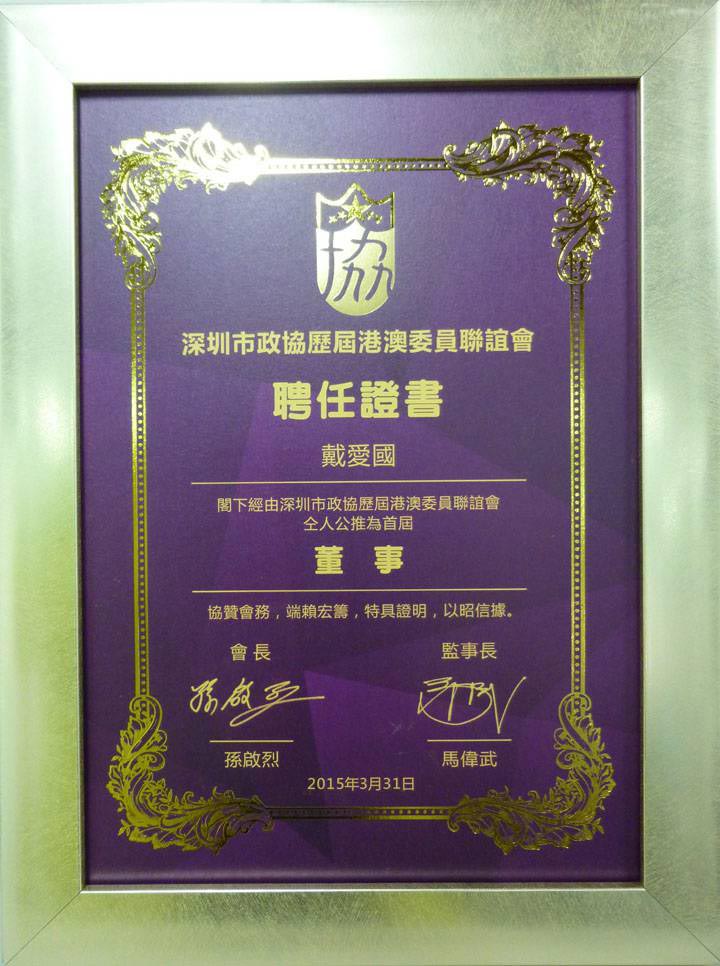 協
深圳市政協歷屆港澳委員聯誼會
聘任證書
戴愛國
閣下經由深圳市政協歷屆港澳委員聯誼會
仝人公推為首屆
董 事
協贊會務，端賴宏籌，特具證明，以昭信據。
會長 監事長
孫啟烈 馬偉武
2015年3月31日